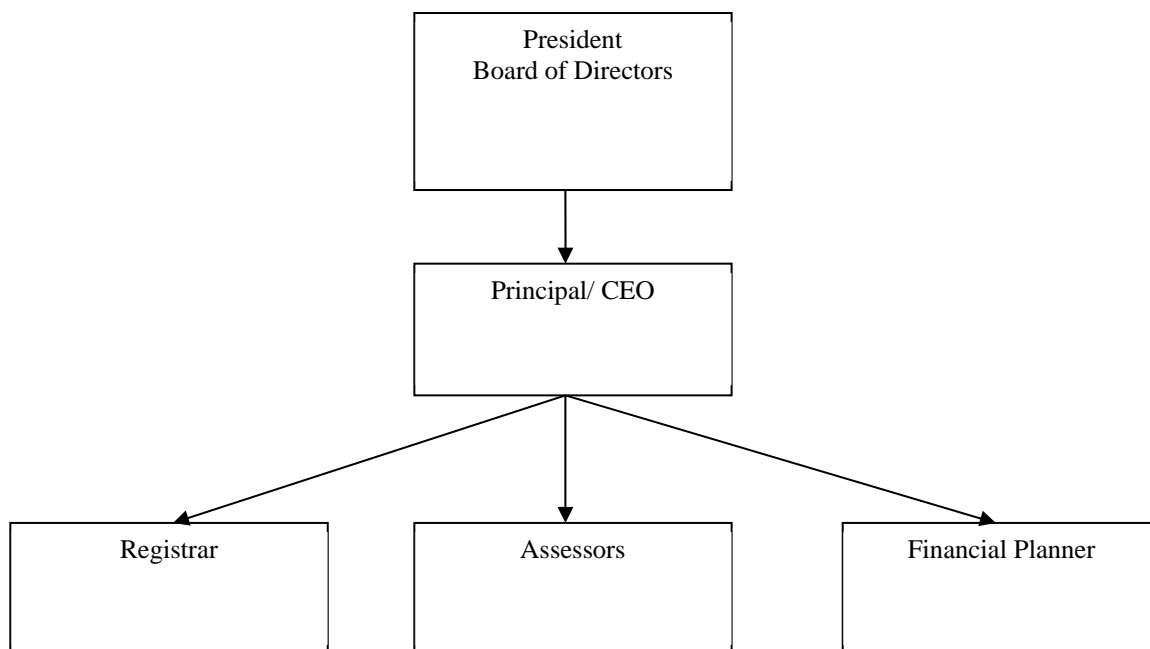 President
Board of Directors
Principal/ CEO
Registrar
Assessors
Financial Planner